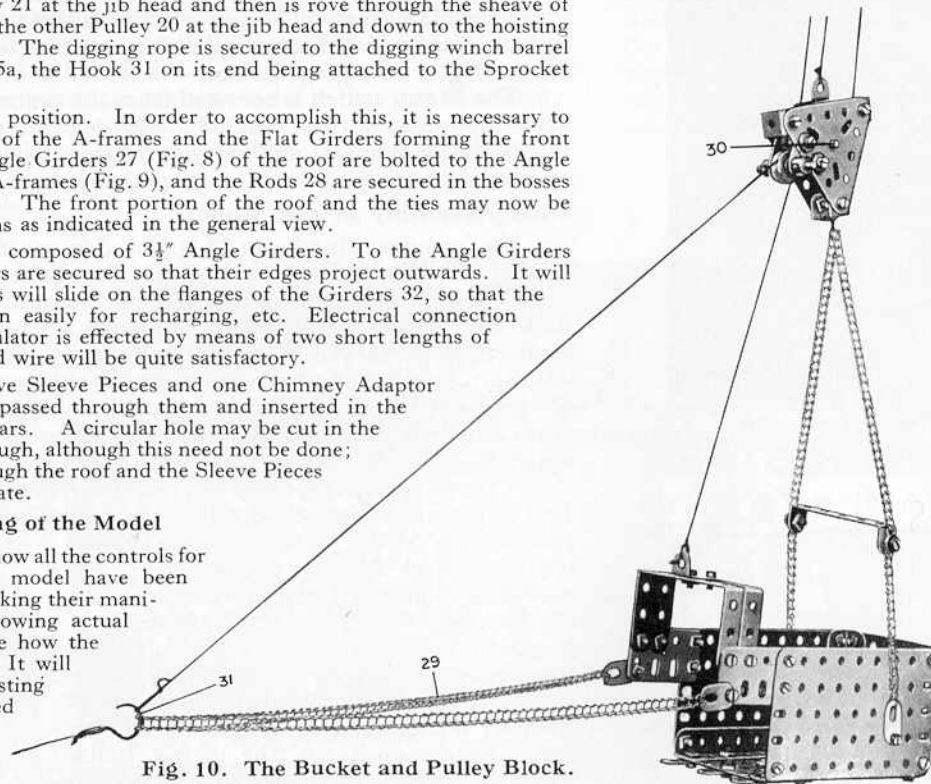 21 at the jib head and then is rove through the sheave of
the other Pulley 20 at the jib head and down to the hoisting
The digging rope is secured to the digging winch barrel
5a, the Hook 31 on its end being attached to the Sprocket
position. In order to accomplish this, it is necessary to
of the A-frames and the Flat Girders forming the front
gle Girders 27 (Fig. 8) of the roof are bolted to the Angle
A-frames (Fig. 9), and the Rods 28 are secured in the bosses
The front portion of the roof and the ties may now be
ns as indicated in the general view.
composed of 3½″ Angle Girders. To the Angle Girders
rs are secured so that their edges project outwards. It will
s will slide on the flanges of the Girders 32, so that the
n easily for recharging, etc. Electrical connection
ulator is effected by means of two short lengths of
d wire will be quite satisfactory.
ve Sleeve Pieces and one Chimney Adaptor
passed through them and inserted in the
ars. A circular hole may be cut in the
ugh, although this need not be done;
ugh the roof and the Sleeve Pieces
ate.
ng of the Model
ow all the controls for
model have been
king their mani-
owing actual
e how the
It will
sting
ed
30
29
31
Fig. 10. The Bucket and Pulley Block.